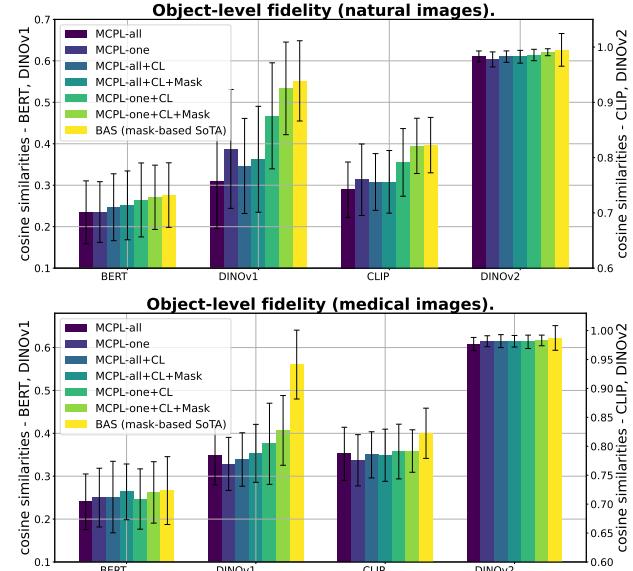 Object-level fidelity (natural images).
cosine similarities - BERT, DINOv1
0.7
0.6
0.5
0.4
0.3
0.2
0.1
MCPL-all
MCPL-one
MCPL-all+CL
MCPL-all+CL+Mask
MCPL-one+CL
MCPL-one+CL+Mask
BAS (mask-based SoTA)
BERT
DINOv1
CLIP
DINOv2
1.0
0.9
0.8
0.7
0.6
cosine similarities - CLIP, DINOv2
Object-level fidelity (medical images).
cosine similarities - BERT, DINOv1
0.6
0.5
0.4
0.3
0.2
0.1
MCPL-all
MCPL-one
MCPL-all+CL
MCPL-all+CL+Mask
MCPL-one+CL
MCPL-one+CL+Mask
BAS (mask-based SoTA)
BERT
DINOv1
CLIP
DINOv2
1.00
0.95
0.90
0.85
0.80
0.75
0.70
0.65
0.60
cosine similarities - CLIP, DINOv2